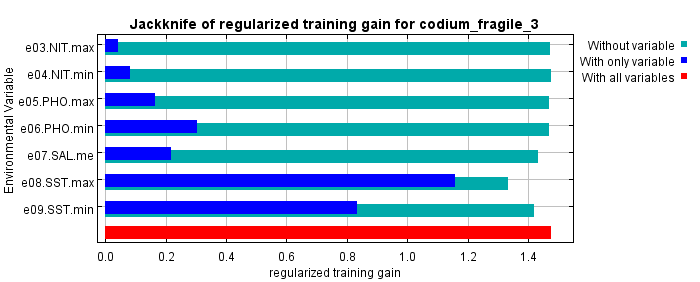 Jackknife of regularized training gain for codium_fragile_3
Without variable
With only variable
With all variables
Environmental Variable
e03.NIT.max
e04.NIT.min
e05.PHO.max
e06.PHO.min
e07.SAL.me
e08.SST.max
e09.SST.min
0.0 0.2 0.4 0.6 0.8 1.0 1.2 1.4
regularized training gain